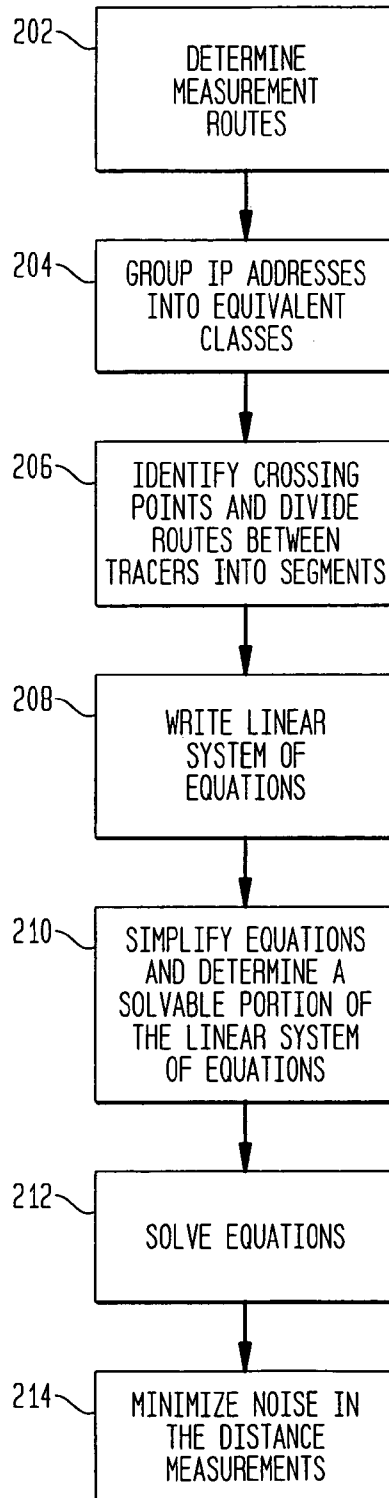 202
DETERMINE
MEASUREMENT
ROUTES
204
GROUP IP ADDRESSES
INTO EQUIVALENT
CLASSES
206
IDENTIFY CROSSING
POINTS AND DIVIDE
ROUTES BETWEEN
TRACERS INTO SEGMENTS
208
WRITE LINEAR
SYSTEM OF
EQUATIONS
210
SIMPLIFY EQUATIONS
AND DETERMINE A
SOLVABLE PORTION OF
THE LINEAR SYSTEM
OF EQUATIONS
212
SOLVE EQUATIONS
214
MINIMIZE NOISE IN
THE DISTANCE
MEASUREMENTS